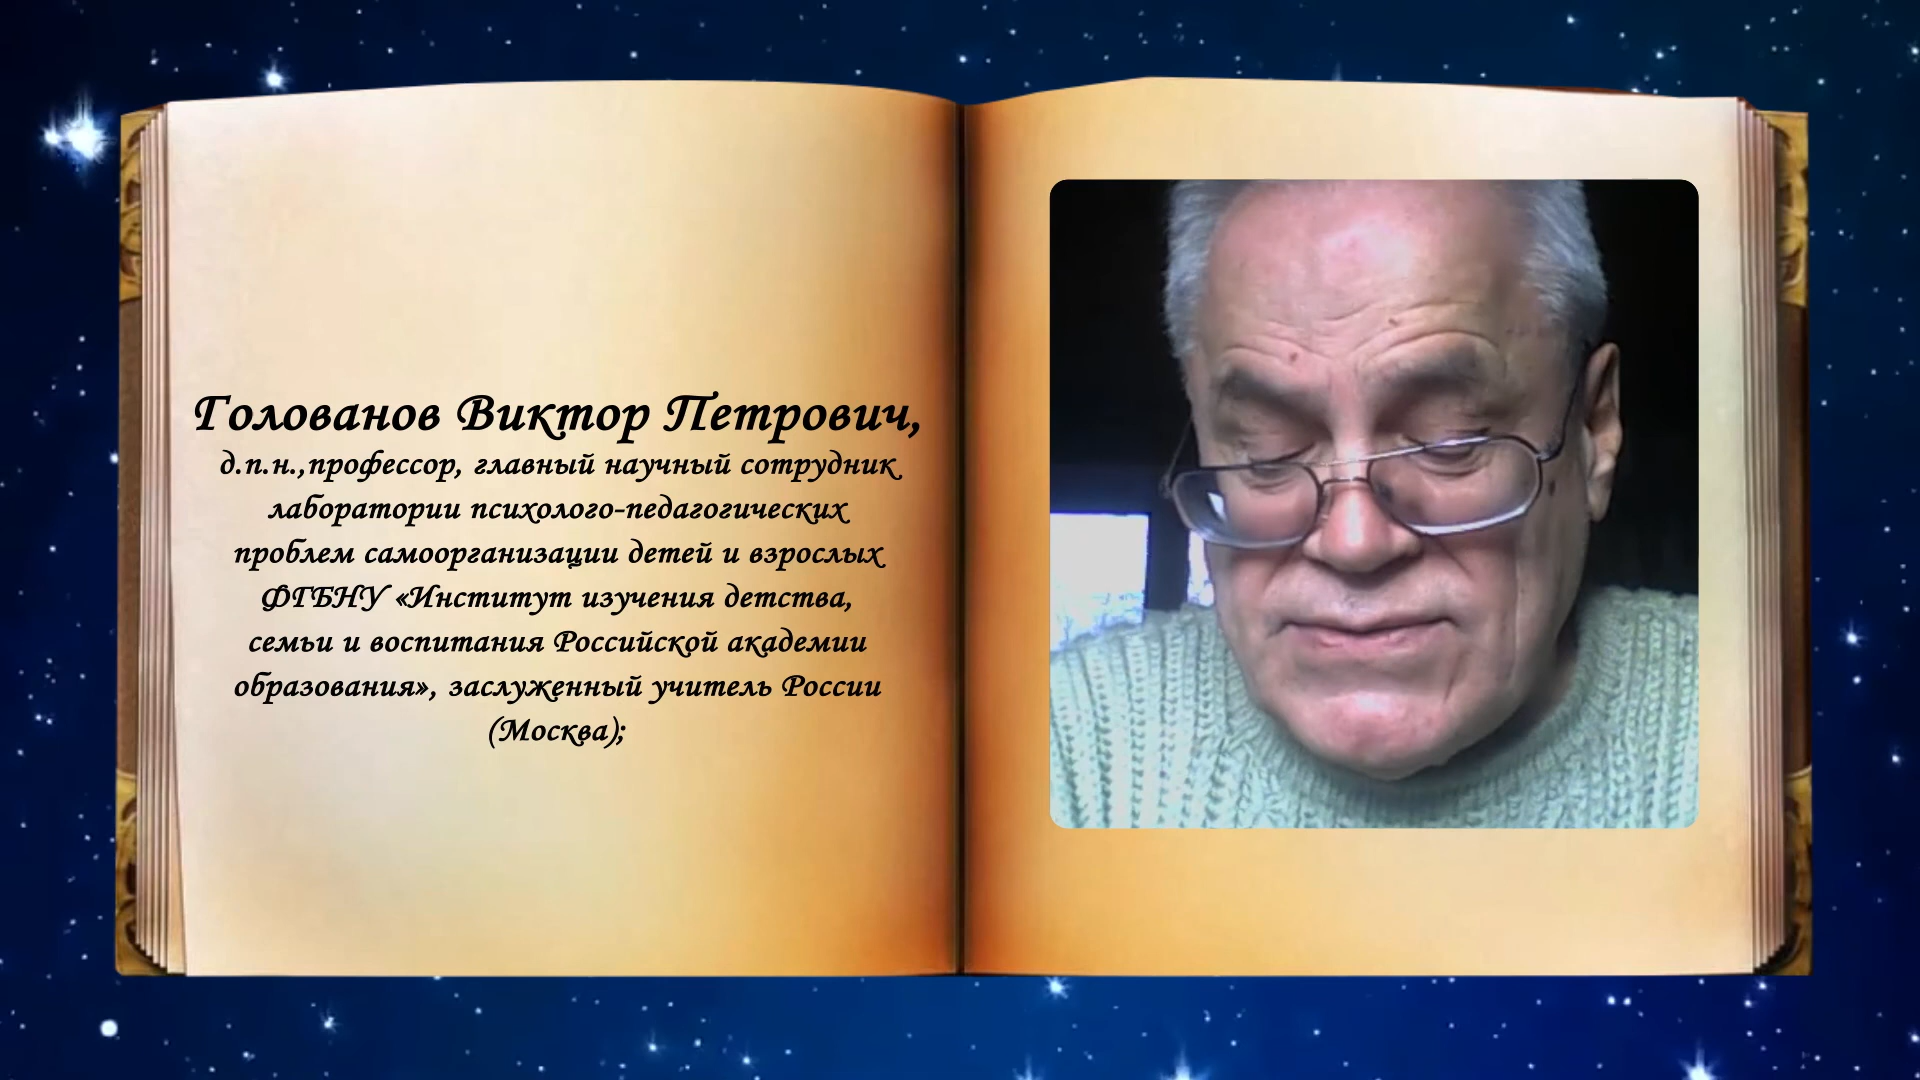 Голованов Виктор Петрович,
д.п.н.,профессор, главный научный сотрудник
лаборатории психолого-педагогических
проблем самоорганизации детей и взрослых
ФГБНУ «Институт изучения детства,
семьи и воспитания Российской академии
образования», заслуженный учитель России
(Москва);